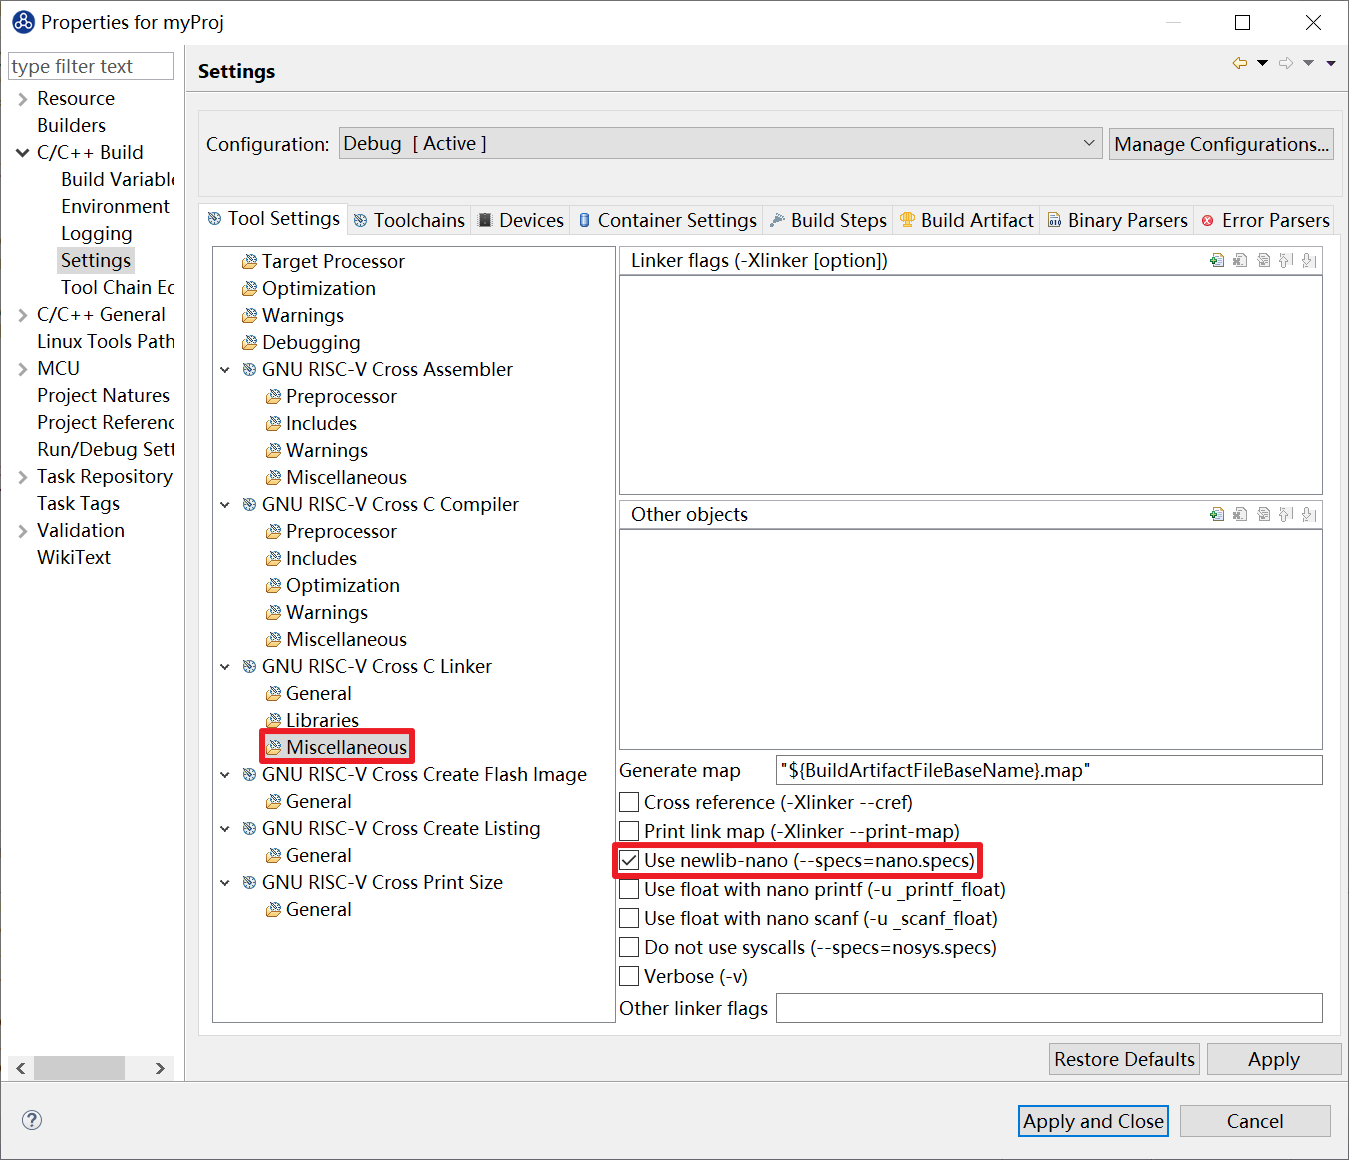 Properties for myProj
type filter text
Resource
Builders
C/C++ Build
Build Variable
Environment
Logging
Settings
Tool Chain Ed
C/C++ General
Linux Tools Path
MCU
Project Natures
Project Referenc
Run/Debug Sett
Task Repository
Task Tags
Validation
WikiText
Settings
Configuration: Debug [ Active ] Manage Configurations...
Tool Settings Toolchains Devices Container Settings Build Steps Build Artifact Binary Parsers Error Parsers
Target Processor
Optimization
Warnings
Debugging
GNU RISC-V Cross Assembler
Preprocessor
Includes
Warnings
Miscellaneous
GNU RISC-V Cross C Compiler
Preprocessor
Includes
Optimization
Warnings
Miscellaneous
GNU RISC-V Cross C Linker
General
Libraries
Miscellaneous
GNU RISC-V Cross Create Flash Image
General
GNU RISC-V Cross Create Listing
General
GNU RISC-V Cross Print Size
General
Linker flags (-Xlinker [option])
Other objects
Generate map "${BuildArtifactFileBaseName}.map"
Cross reference (-Xlinker --cref)
Print link map (-Xlinker --print-map)
Use newlib-nano (--specs=nano.specs)
Use float with nano printf (-u _printf_float)
Use float with nano scanf (-u _scanf_float)
Do not use syscalls (--specs=nosys.specs)
Verbose (-v)
Other linker flags
Restore Defaults Apply
Apply and Close Cancel